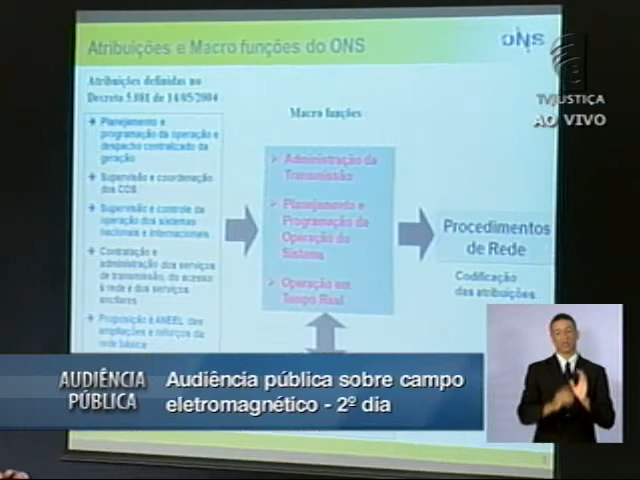 Atribuições e Macro funções do ONS
ONS
Atribuições definidas no
Decreto 5.081 de 14/05/2004
Planejamento e
programação da operação e
despacho centralizado da
geração
Supervisão e coordenação
dos COS
Supervisão e controle da
operação dos sistemas
nacionais e internacionais
Contratação e
administração dos serviços
de transmissão, do acesso
à rede e dos serviços
ancilares
Proposição à ANEEL das
ampliações e reforços da
rede básica
Macro funções
Administração da
Transmissão
Planejamento e
Programação da
Operação do
Sistema
Operação em
Tempo Real
Procedimentos
de Rede
Codificação
das atribuições
TV JUSTIÇA
AO VIVO
AUDIÊNCIA
PÚBLICA
Audiência pública sobre campo
eletromagnético - 2º dia